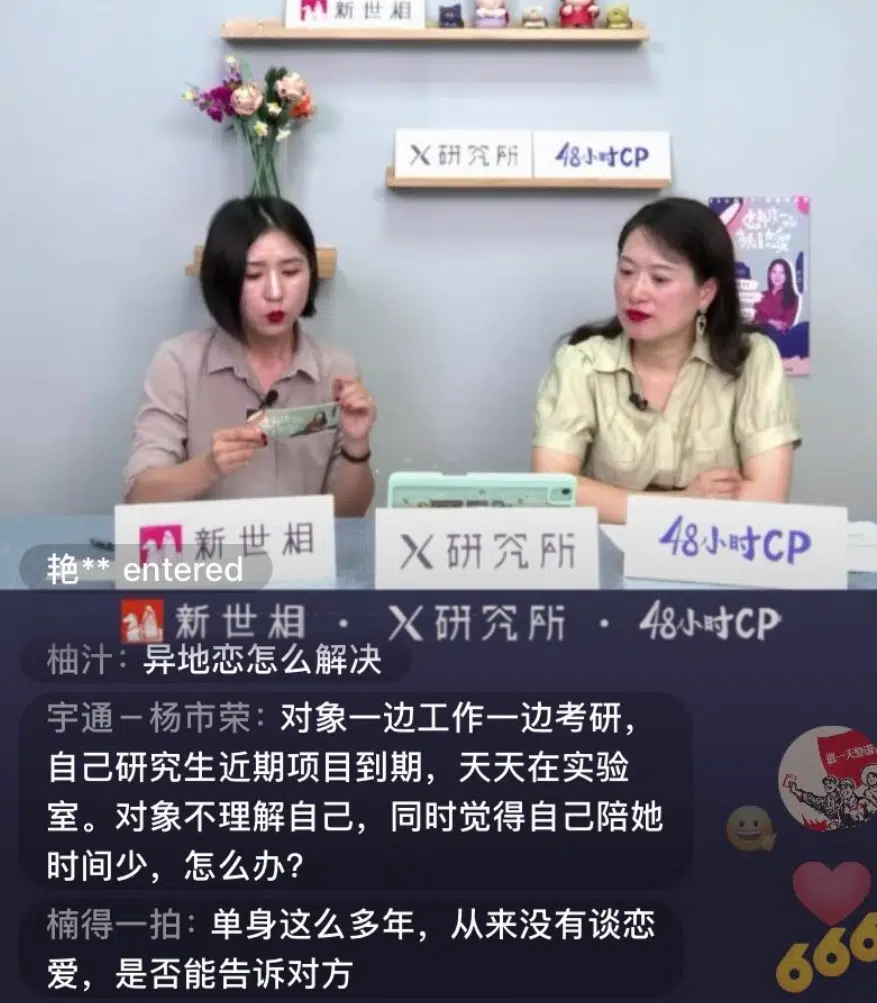 新世相
X研究所
48小时CP
新世相
X研究所
48小时CP
艳** entered
新世相 · X研究所 · 48小时CP
柚汁：异地恋怎么解决
宇通－杨市荣：对象一边工作一边考研，
自己研究生近期项目到期，天天在实验
室。对象不理解自己，同时觉得自己陪她
时间少，怎么办？
楠得一拍：单身这么多年，从来没有谈恋
爱，是否能告诉对方
666